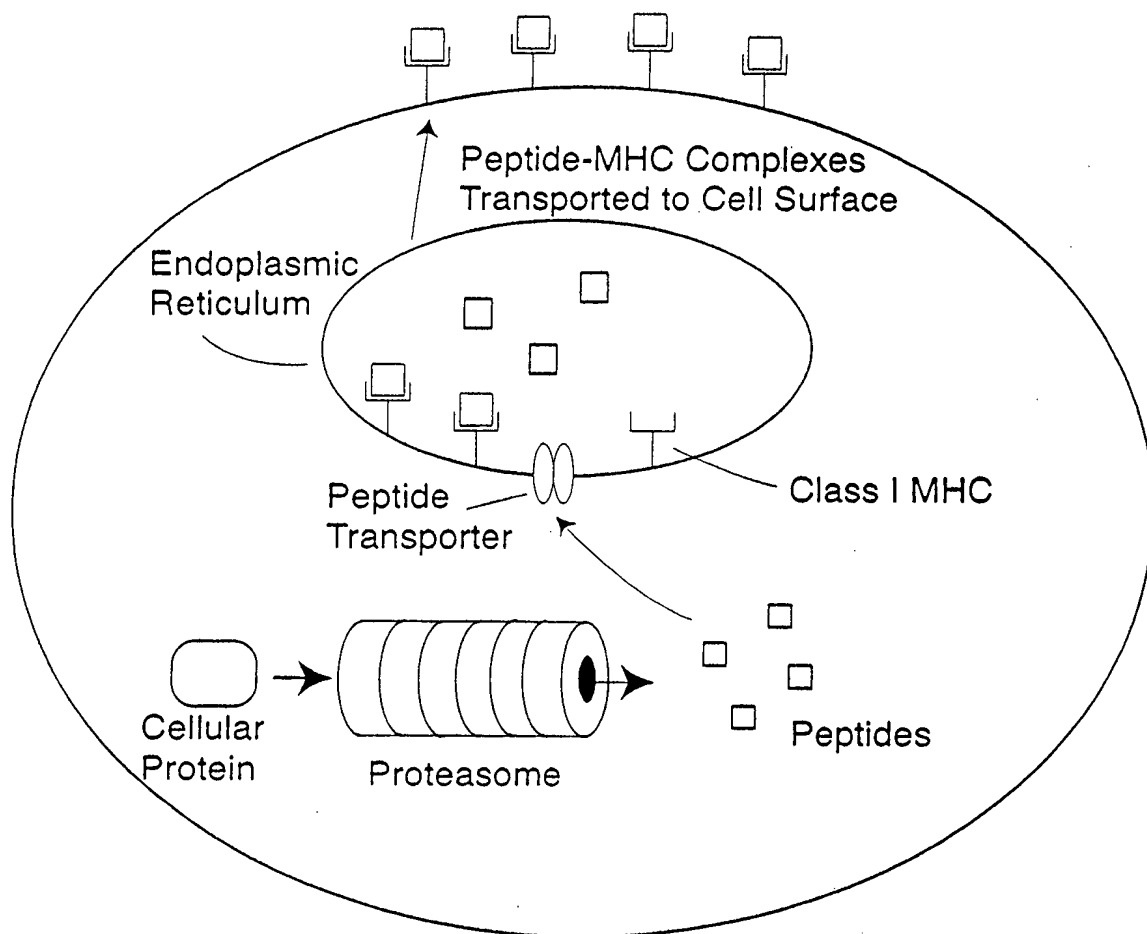 Peptide-MHC Complexes
Transported to Cell Surface
Endoplasmic
Reticulum
Peptide
Transporter
Class I MHC
Cellular
Protein
Proteasome
Peptides